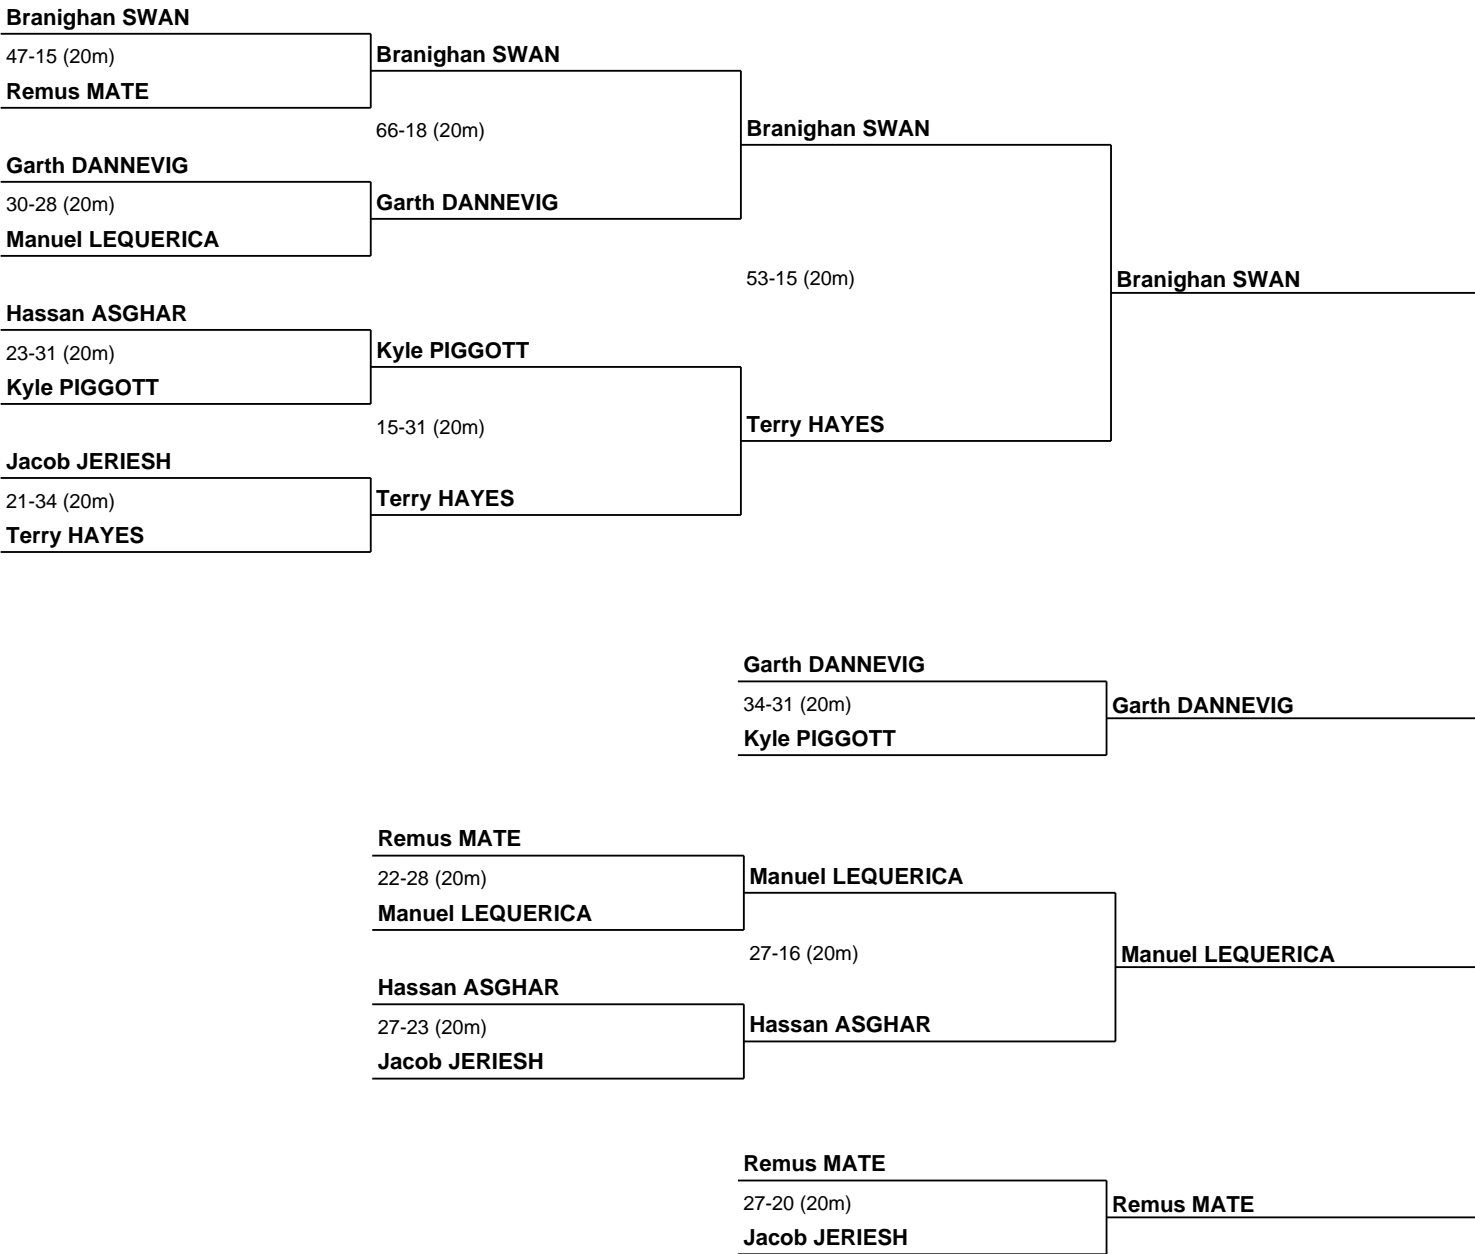 Branighan SWAN
47-15 (20m)
Branighan SWAN
Remus MATE
66-18 (20m)
Branighan SWAN
Garth DANNEVIG
30-28 (20m)
Garth DANNEVIG
Manuel LEQUERICA
53-15 (20m)
Branighan SWAN
Hassan ASGHAR
23-31 (20m)
Kyle PIGGOTT
Kyle PIGGOTT
15-31 (20m)
Terry HAYES
Jacob JERIESH
21-34 (20m)
Terry HAYES
Terry HAYES
Garth DANNEVIG
34-31 (20m)
Garth DANNEVIG
Kyle PIGGOTT
Remus MATE
22-28 (20m)
Manuel LEQUERICA
Manuel LEQUERICA
27-16 (20m)
Manuel LEQUERICA
Hassan ASGHAR
27-23 (20m)
Hassan ASGHAR
Jacob JERIESH
Remus MATE
27-20 (20m)
Remus MATE
Jacob JERIESH